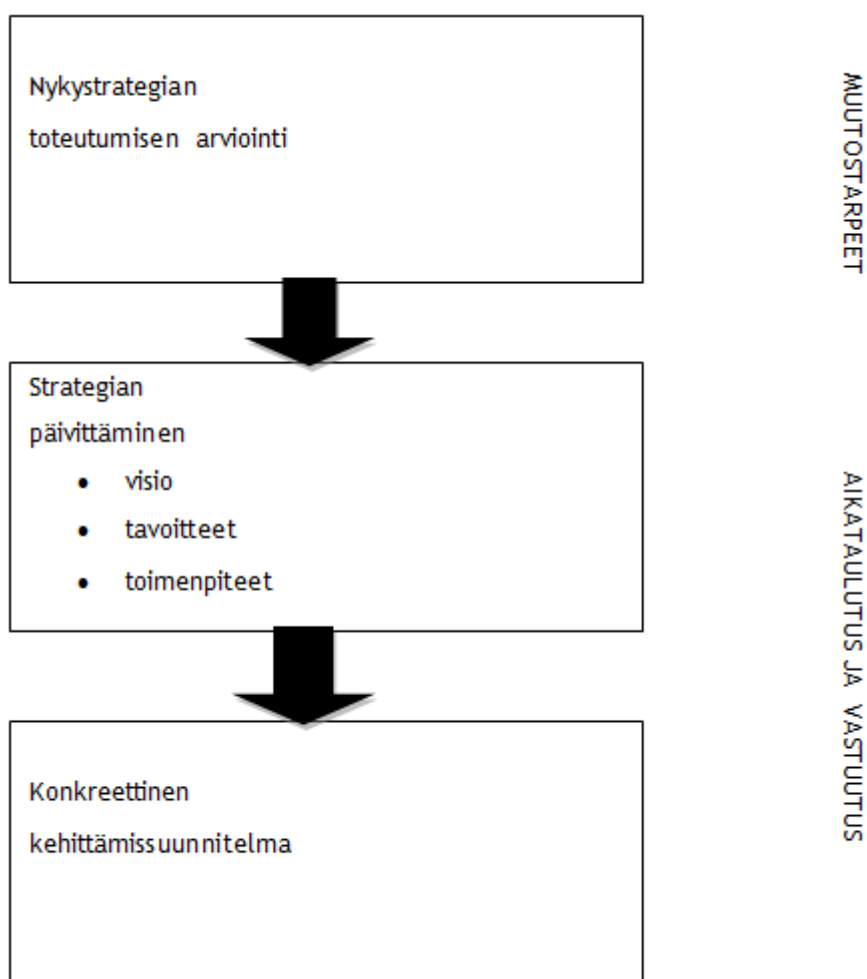 Nykystrategian
toteutumisen arviointi
MUUTOSTARPEET
Strategian
päivittäminen
• visio
• tavoitteet
• toimenpiteet
AIKATAULUTUS JA VASTUUTUS
Konkreettinen
kehittämissuunnitelma